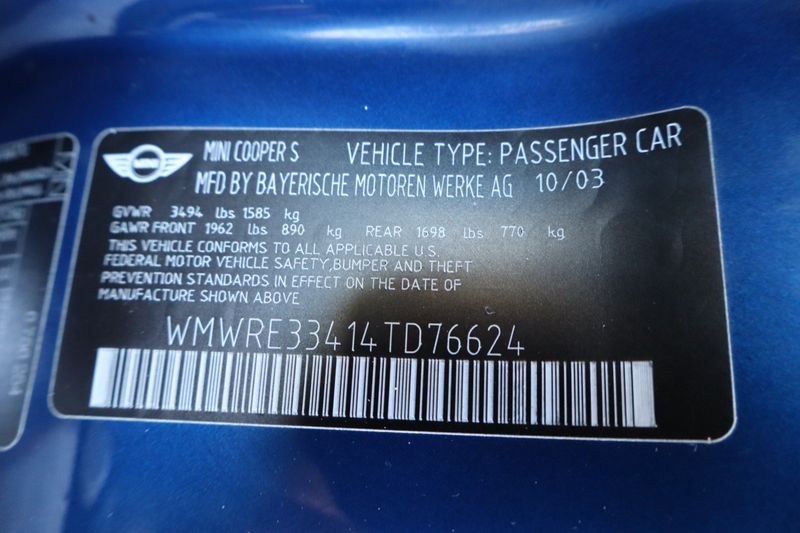 MINI
MINI COOPER S VEHICLE TYPE: PASSENGER CAR
MFD BY BAYERISCHE MOTOREN WERKE AG 10/03
GVWR 3494 lbs 1585 kg
GAWR FRONT 1962 lbs 890 kg REAR 1698 lbs 770 kg
THIS VEHICLE CONFORMS TO ALL APPLICABLE U.S.
FEDERAL MOTOR VEHICLE SAFETY,BUMPER AND THEFT
PREVENTION STANDARDS IN EFFECT ON THE DATE OF
MANUFACTURE SHOWN ABOVE
WMWRE33414TD76624